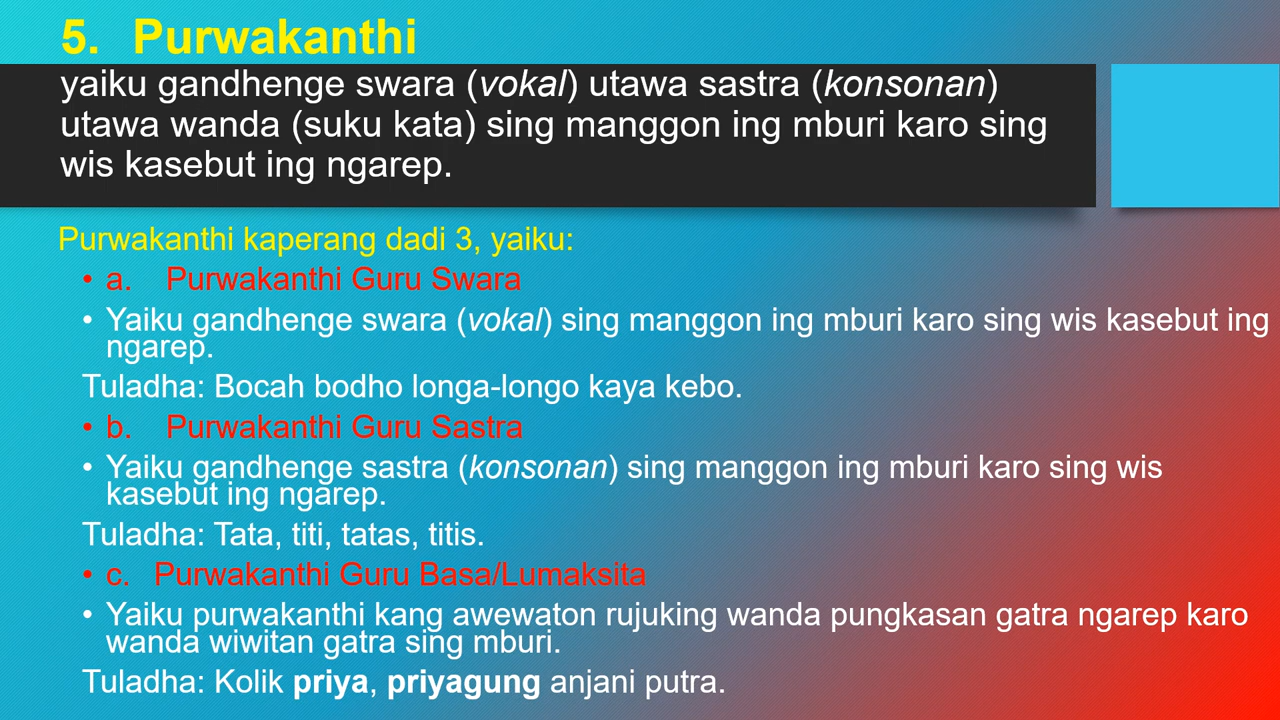 5. Purwakanthi
yaiku gandhenge swara (vokal) utawa sastra (konsonan)
utawa wanda (suku kata) sing manggon ing mburi karo sing
wis kasebut ing ngarep.
Purwakanthi kaperang dadi 3, yaiku:
• a. Purwakanthi Guru Swara
• Yaiku gandhenge swara (vokal) sing manggon ing mburi karo sing wis kasebut ing
ngarep.
Tuladha: Bocah bodho longa-longo kaya kebo.
• b. Purwakanthi Guru Sastra
• Yaiku gandhenge sastra (konsonan) sing manggon ing mburi karo sing wis
kasebut ing ngarep.
Tuladha: Tata, titi, tatas, titis.
• c. Purwakanthi Guru Basa/Lumaksita
• Yaiku purwakanthi kang awewaton rujuking wanda pungkasan gatra ngarep karo
wanda wiwitan gatra sing mburi.
Tuladha: Kolik priya, priyagung anjani putra.